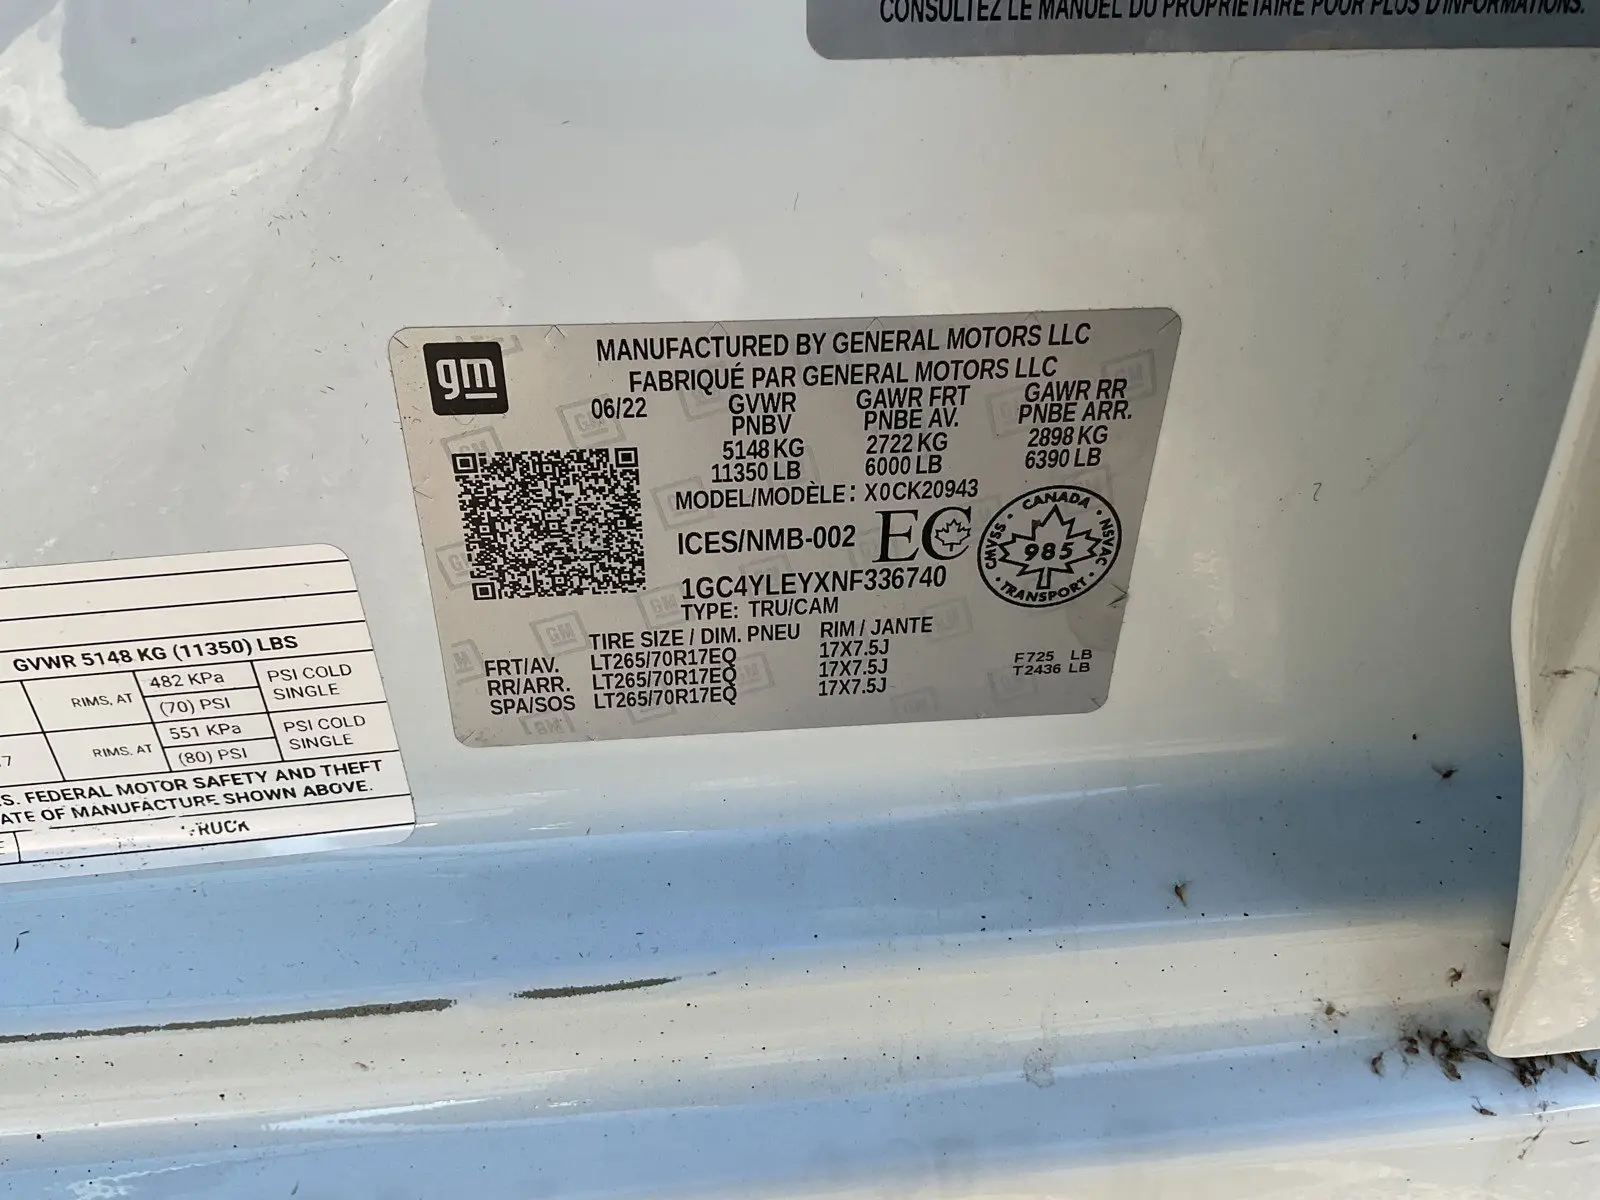 CONSULTEZ LE MANUEL DU PROPRIÉTAIRE POUR PLUS D'INFORMATIONS.
gm
MANUFACTURED BY GENERAL MOTORS LLC
FABRIQUÉ PAR GENERAL MOTORS LLC
06/22 GVWR GAWR FRT GAWR RR
PNBV PNBE AV. PNBE ARR.
5148 KG 2722 KG 2898 KG
11350 LB 6000 LB 6390 LB
MODEL/MODÈLE: X0CK20943
ICES/NMB-002 EC
CANADA
CMVSS 985 NSVAC
TRANSPORT
1GC4YLEYXNF336740
TYPE: TRU/CAM
TIRE SIZE / DIM. PNEU RIM / JANTE
FRT/AV. LT265/70R17EQ 17X7.5J
RR/ARR. LT265/70R17EQ 17X7.5J
SPA/SOS LT265/70R17EQ 17X7.5J
F725 LB
T2436 LB
GVWR 5148 KG (11350) LBS
RIMS, AT 482 KPa PSI COLD
(70) PSI SINGLE
7 RIMS. AT 551 KPa PSI COLD
(80) PSI SINGLE
S. FEDERAL MOTOR SAFETY AND THEFT
ATE OF MANUFACTURE SHOWN ABOVE.
TRUCK